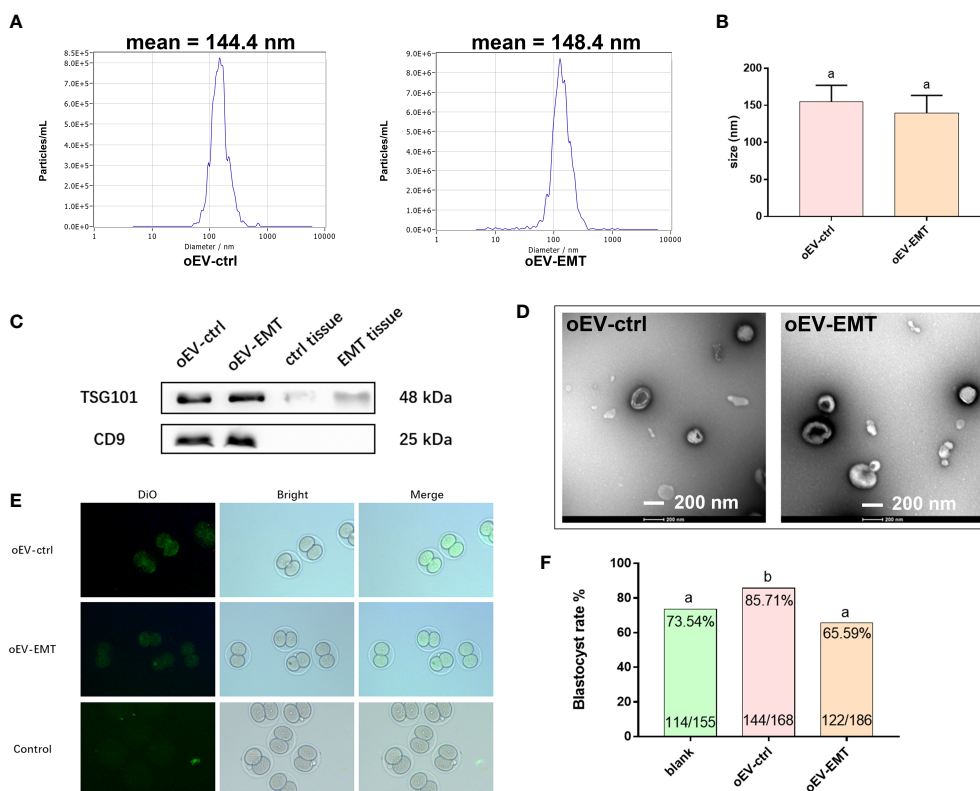 A
mean = 144.4 nm
8.5E+5
8.0E+5
7.0E+5
6.0E+5
5.0E+5
4.0E+5
3.0E+5
2.0E+5
1.0E+5
0.0E+0
Particles/mL
1 10 100 1000 10000
Diameter / nm
oEV-ctrl
mean = 148.4 nm
9.0E+6
8.0E+6
7.0E+6
6.0E+6
5.0E+6
4.0E+6
3.0E+6
2.0E+6
1.0E+6
0.0E+0
Particles/mL
1 10 100 1000 10000
Diameter / nm
oEV-EMT
B
200
150
100
50
0
size (nm)
a a
oEV-ctrl oEV-EMT
C
oEV-ctrl oEV-EMT ctrl tissue EMT tissue
TSG101 48 kDa
CD9 25 kDa
D
oEV-ctrl
200 nm
200 nm
oEV-EMT
200 nm
200 nm
E
DiO Bright Merge
oEV-ctrl
oEV-EMT
Control
F
Blastocyst rate %
100
80
60
40
20
0
a b a
73.54% 85.71% 65.59%
114/155 144/168 122/186
blank oEV-ctrl oEV-EMT